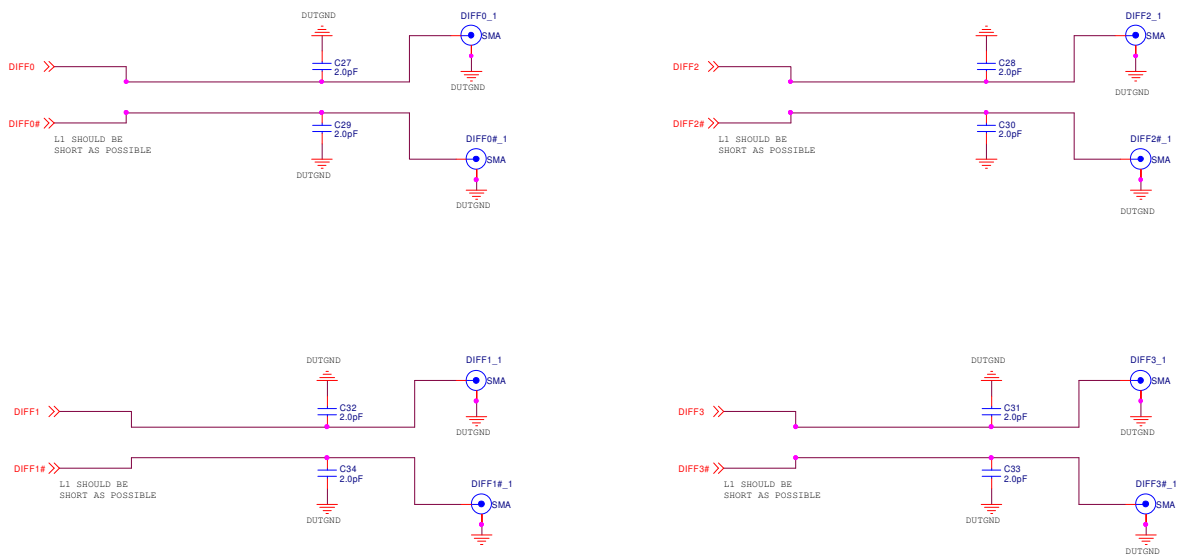 DUTGND
DIFF0_1
SMA
DIFF0
C27
2.0pF
DUTGND
DIFF0#
C29
2.0pF
L1 SHOULD BE
SHORT AS POSSIBLE
DUTGND
DIFF0#_1
SMA
DUTGND
DIFF2_1
SMA
DIFF2
C28
2.0pF
DUTGND
DIFF2#
C30
2.0pF
L1 SHOULD BE
SHORT AS POSSIBLE
DIFF2#_1
SMA
DUTGND
DUTGND
DIFF1_1
SMA
DIFF1
C32
2.0pF
DUTGND
DIFF1#
C34
2.0pF
L1 SHOULD BE
SHORT AS POSSIBLE
DUTGND
DIFF1#_1
SMA
DUTGND
DIFF3_1
SMA
DIFF3
C31
2.0pF
DUTGND
DIFF3#
C33
2.0pF
L1 SHOULD BE
SHORT AS POSSIBLE
DUTGND
DIFF3#_1
SMA
DUTGND